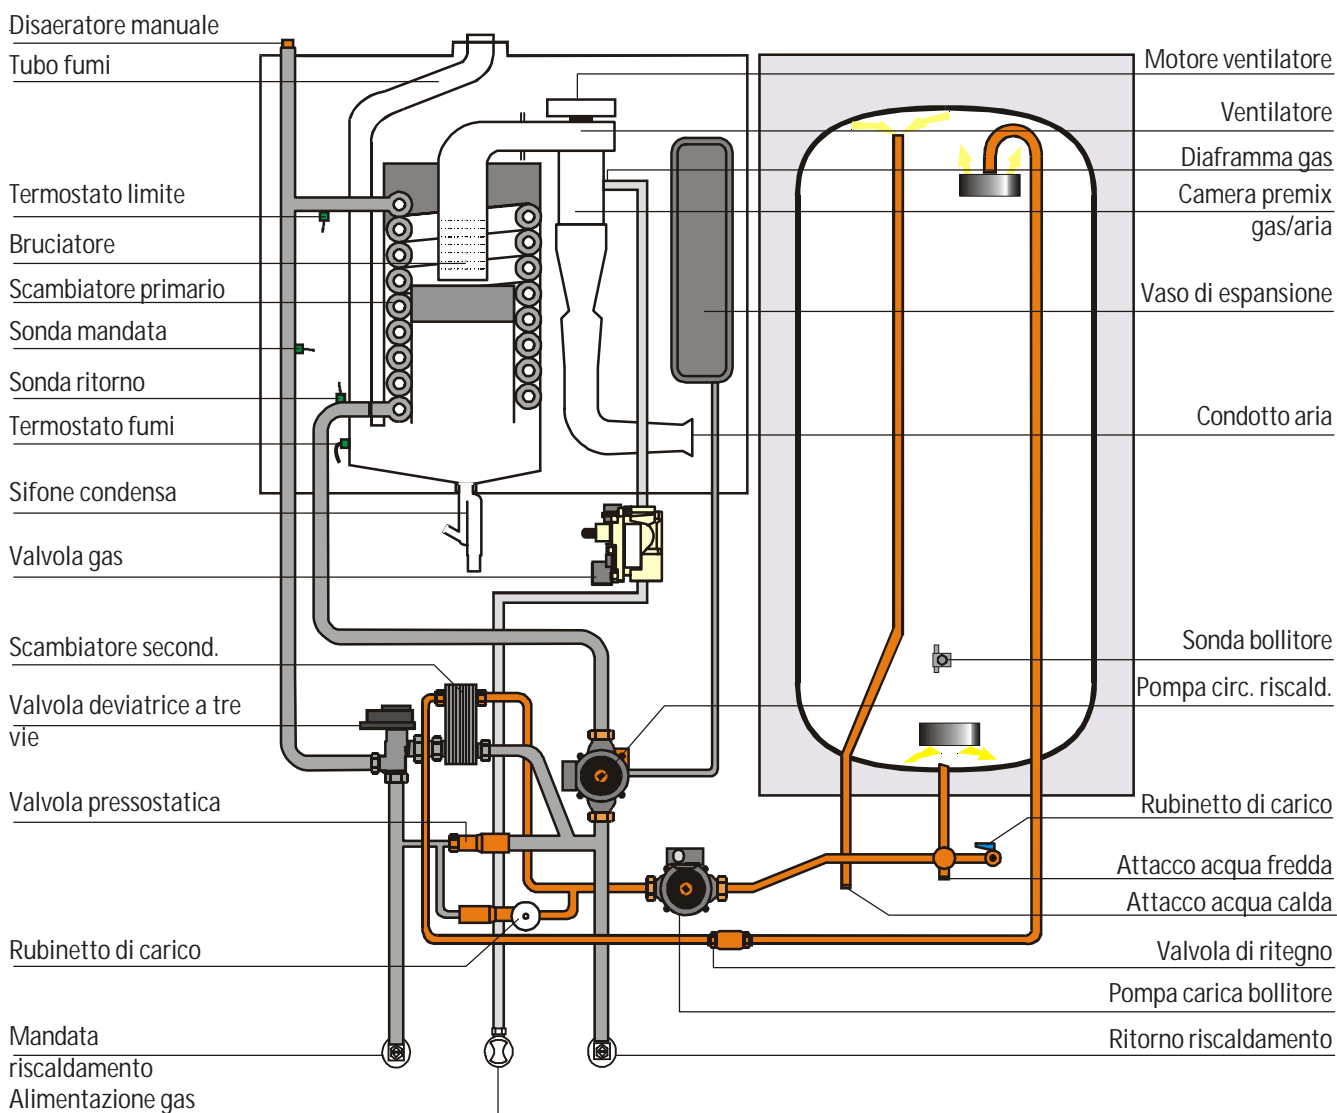 Disaeratore manuale
Tubo fumi
Termostato limite
Bruciatore
Scambiatore primario
Sonda mandata
Sonda ritorno
Termostato fumi
Sifone condensa
Valvola gas
Scambiatore second.
Valvola deviatrice a tre
vie
Valvola pressostatica
Rubinetto di carico
Mandata
riscaldamento
Alimentazione gas
Motore ventilatore
Ventilatore
Diaframma gas
Camera premix
gas/aria
Vaso di espansione
Condotto aria
Sonda bollitore
Pompa circ. riscald.
Rubinetto di carico
Attacco acqua fredda
Attacco acqua calda
Valvola di ritegno
Pompa carica bollitore
Ritorno riscaldamento